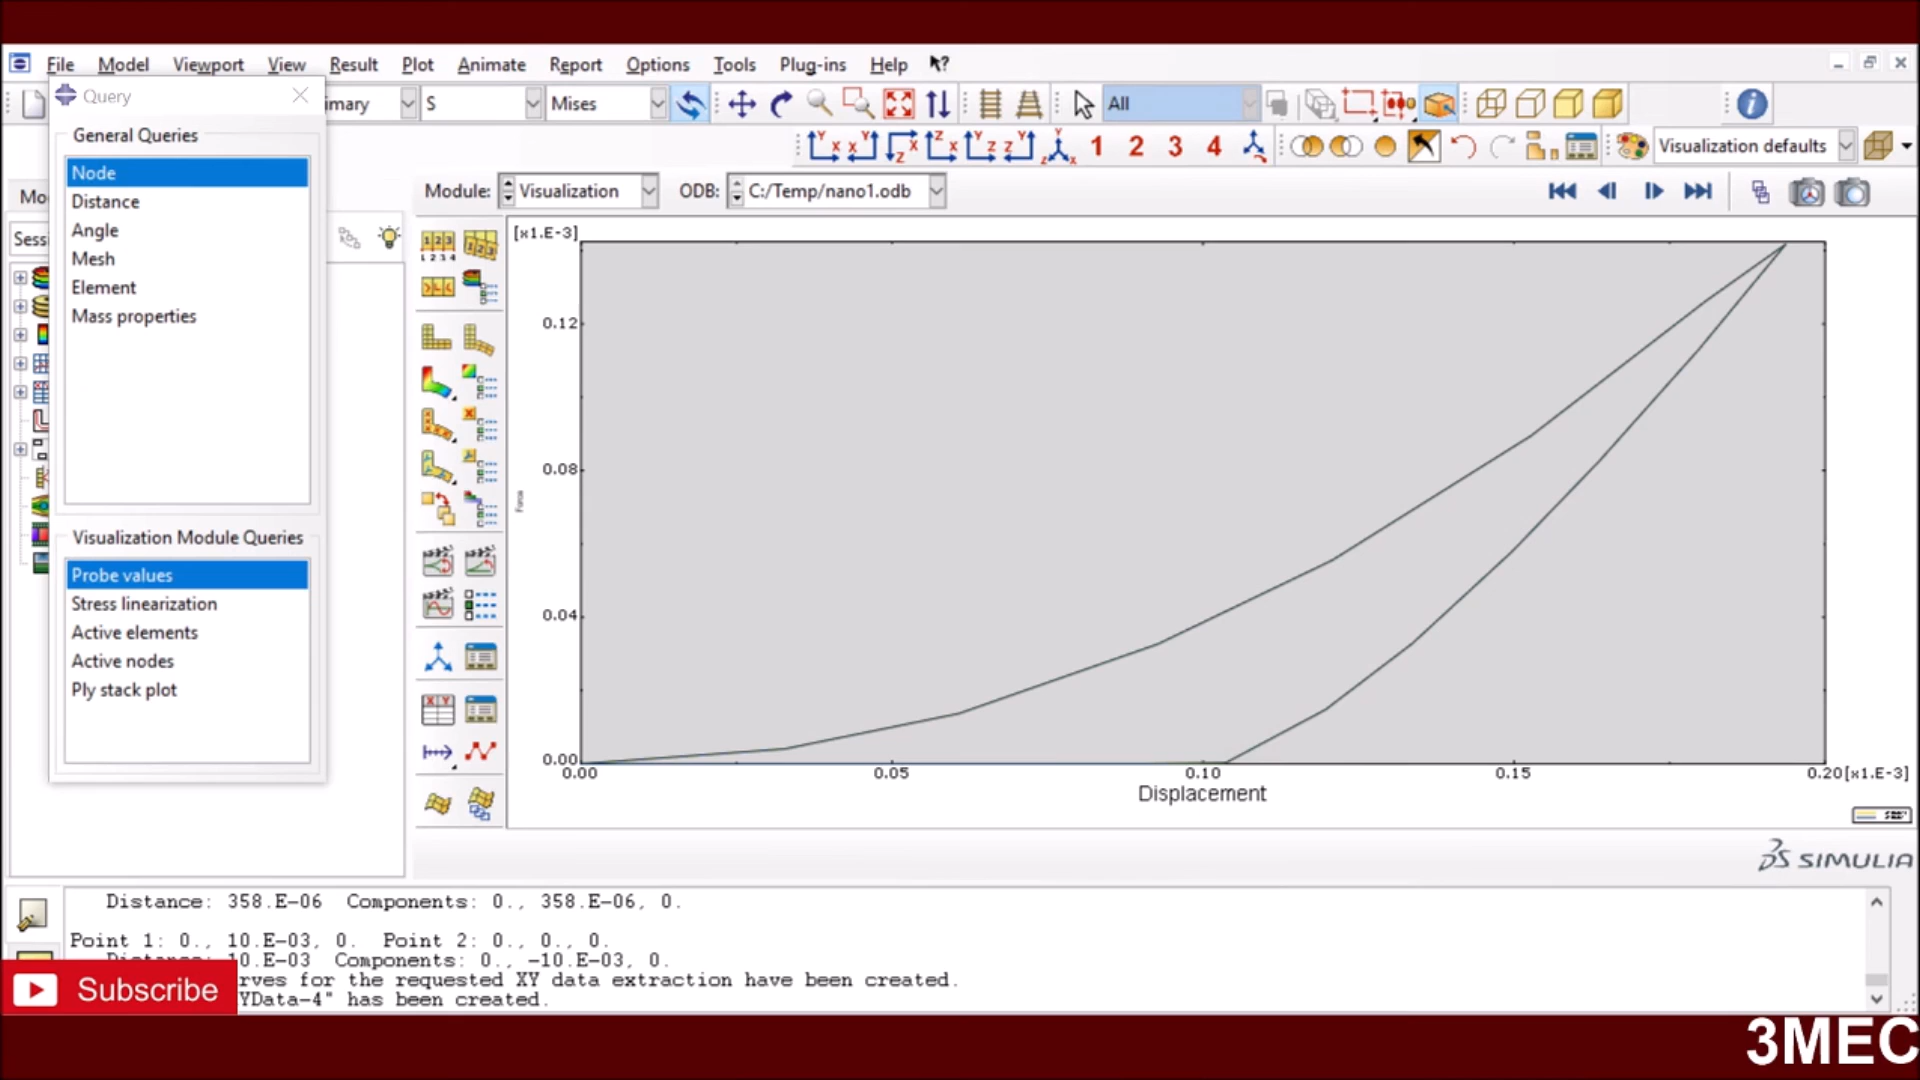 File Model Viewport View Result Plot Animate Report Options Tools Plug-ins Help
Query
imary S Mises All
General Queries
Node
Distance
Angle
Mesh
Element
Mass properties
Visualization Module Queries
Probe values
Stress linearization
Active elements
Active nodes
Ply stack plot
1 2 3 4
Visualization defaults
Module: Visualization ODB: C:/Temp/nano1.odb
Mo
Sess
[x1.E-3]
0.12
0.08
0.04
0.00
Force
0.00 0.05 0.10 0.15 0.20 [x1.E-3]
Displacement
SIMULIA
Distance: 358.E-06 Components: 0., 358.E-06, 0.
Point 1: 0., 10.E-03, 0. Point 2: 0., 0., 0.
Distance: 10.E-03 Components: 0., -10.E-03, 0.
rves for the requested XY data extraction have been created.
YData-4" has been created.
Subscribe
3MEC